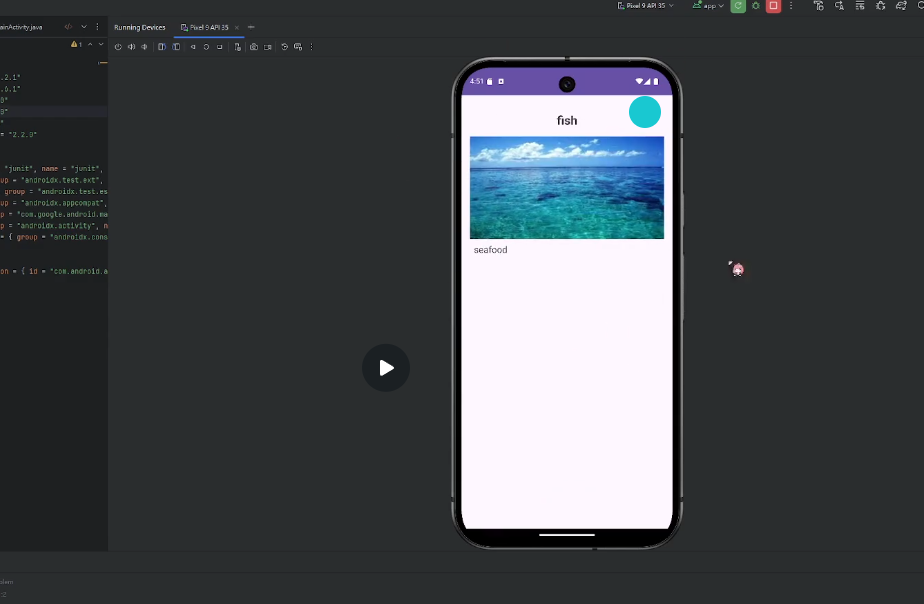 Pixel 9 API 35
app
ainActivity.java
Running Devices
Pixel 9 API 35
1
.2.1"
.6.1"
0"
0"
"
= "2.2.0"
"junit", name = "junit",
up = "androidx.test.ext",
group = "androidx.test.es
up = "androidx.appcompat",
p = "com.google.android.ma
p = "androidx.activity", n
= { group = "androidx.cons
on = { id = "com.android.a
4:51
fish
seafood